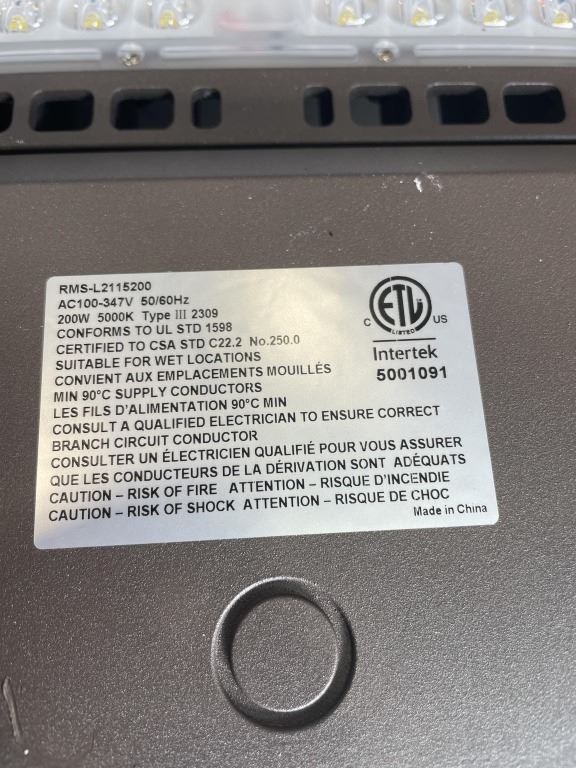 RMS-L2115200
AC100-347V 50/60Hz
200W 5000K Type III 2309
CONFORMS TO UL STD 1598
CERTIFIED TO CSA STD C22.2 No.250.0
SUITABLE FOR WET LOCATIONS
CONVIENT AUX EMPLACEMENTS MOUILLÉS
MIN 90°C SUPPLY CONDUCTORS
LES FILS D'ALIMENTATION 90°C MIN
CONSULT A QUALIFIED ELECTRICIAN TO ENSURE CORRECT
BRANCH CIRCUIT CONDUCTOR
CONSULTER UN ÉLECTRICIEN QUALIFIÉ POUR VOUS ASSURER
QUE LES CONDUCTEURS DE LA DÉRIVATION SONT ADÉQUATS
CAUTION – RISK OF FIRE ATTENTION – RISQUE D'INCENDIE
CAUTION – RISK OF SHOCK ATTENTION – RISQUE DE CHOC
Made in China
ETL
LISTED
C US
Intertek
5001091